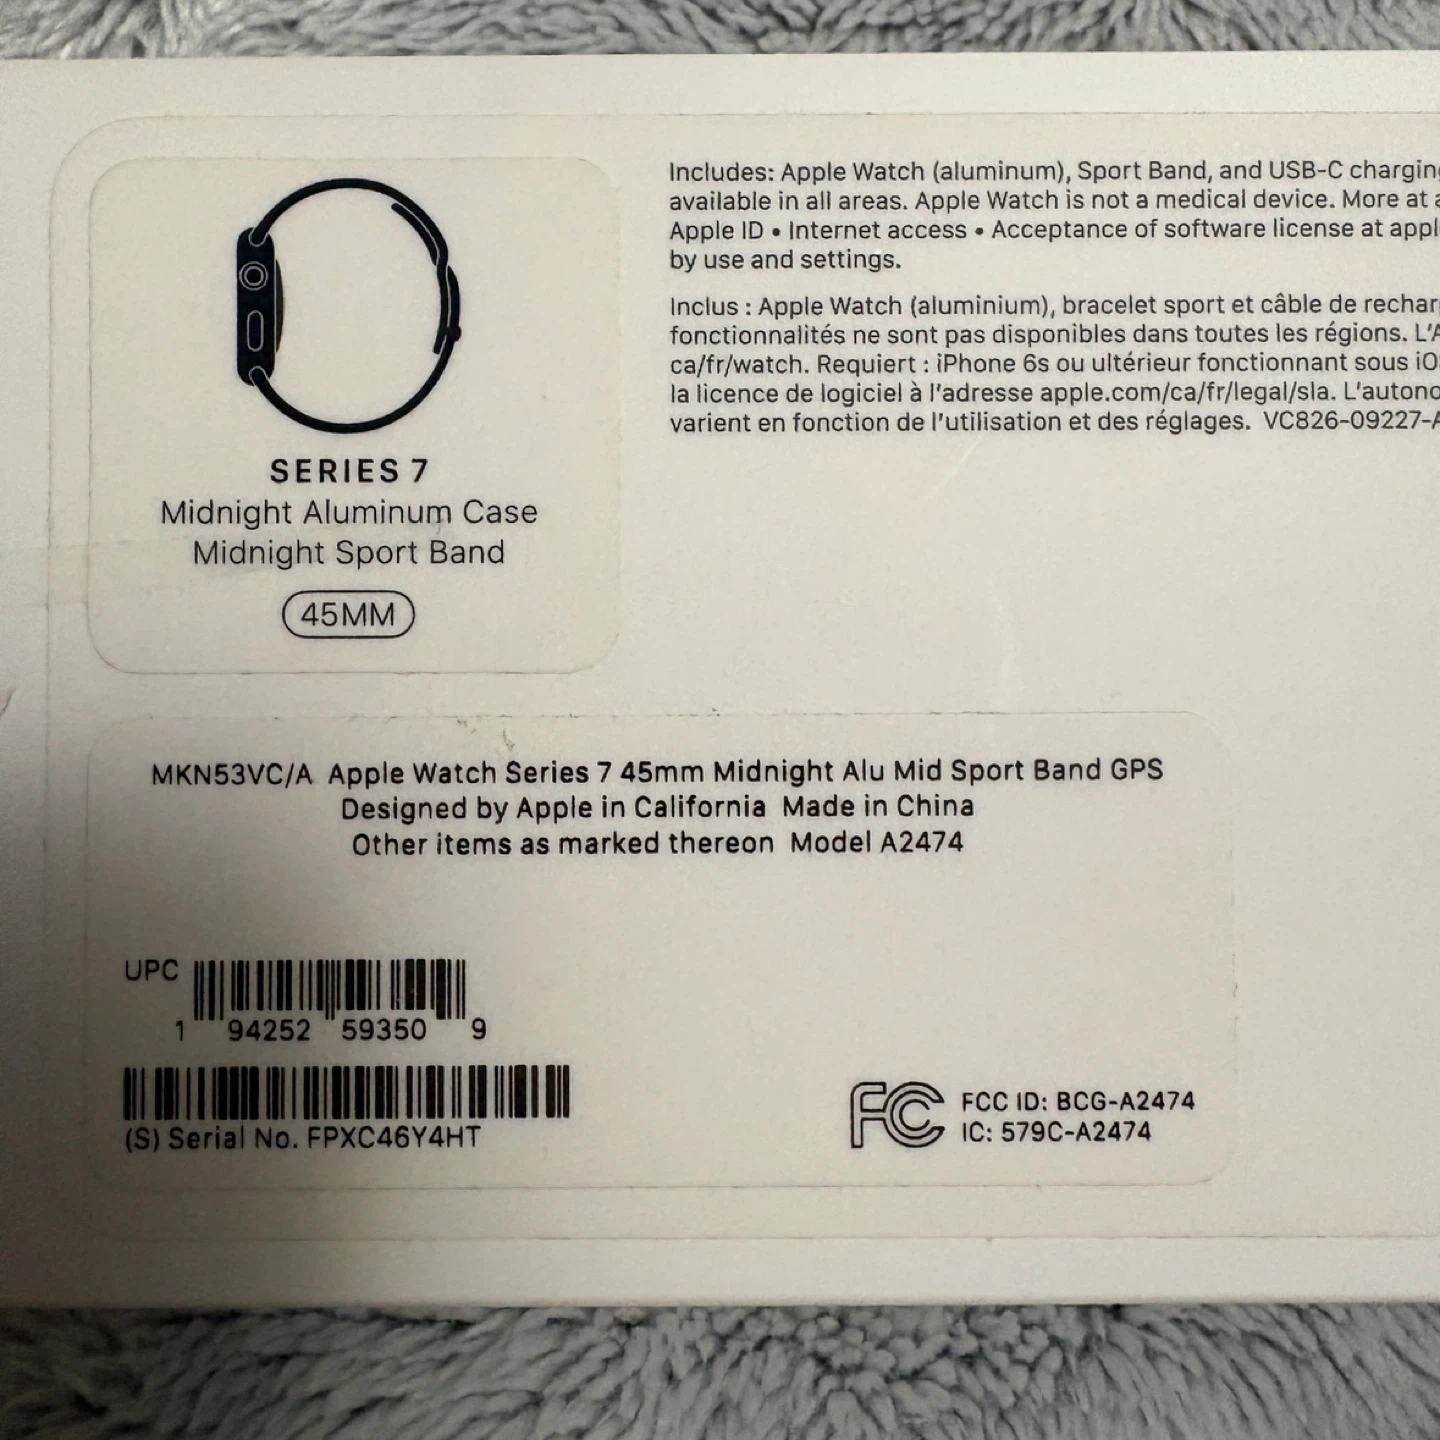 SERIES 7
Midnight Aluminum Case
Midnight Sport Band
45MM
Includes: Apple Watch (aluminum), Sport Band, and USB-C
available in all areas. Apple Watch is not a medical device. More at
Apple ID • Internet access • Acceptance of software license at
by use and settings.
Inclus : Apple Watch (aluminium), bracelet sport et câble de
fonctionnalités ne sont pas disponibles dans toutes les régions.
ca/fr/watch. Requiert : iPhone 6s ou ultérieur fonctionnant sous
la licence de logiciel à l'adresse apple.com/ca/fr/legal/sla.
varient en fonction de l'utilisation et des réglages. VC826-09227-A
MKN53VC/A Apple Watch Series 7 45mm Midnight Alu Mid Sport Band GPS
Designed by Apple in California Made in China
Other items as marked thereon Model A2474
UPC
1 94252 59350 9
(S) Serial No. FPXC46Y4HT
FC
FCC ID: BCG-A2474
IC: 579C-A2474